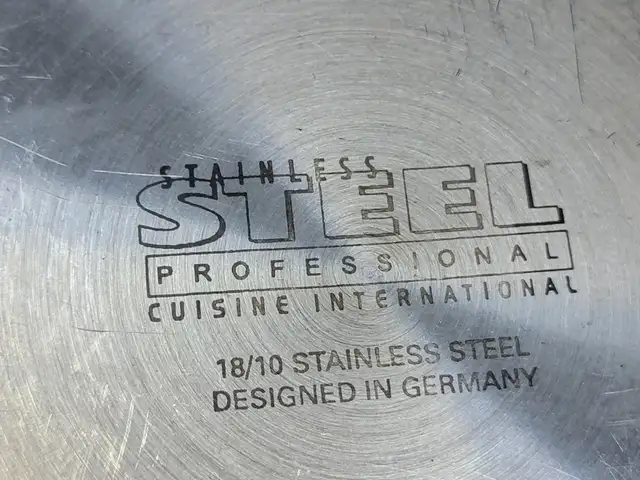 STAINLESS
STEEL
PROFESSIONAL
CUISINE INTERNATIONAL
18/10 STAINLESS STEEL
DESIGNED IN GERMANY